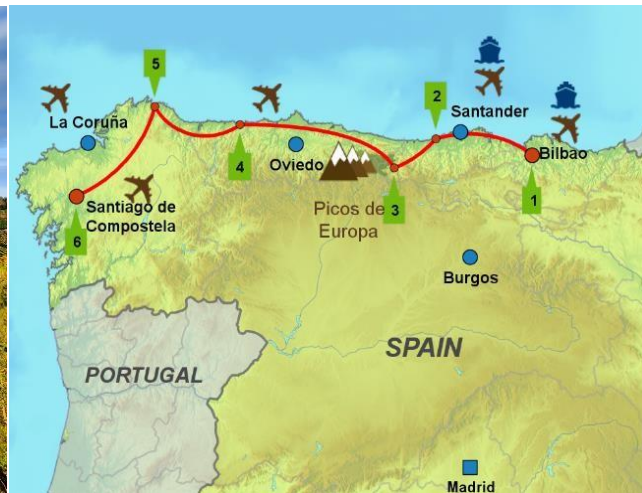 5
La Coruña
2
Santander
4
Oviedo
Bilbao
Santiago de
Compostela
3
1
6
Picos de
Europa
Burgos
SPAIN
PORTUGAL
Madrid